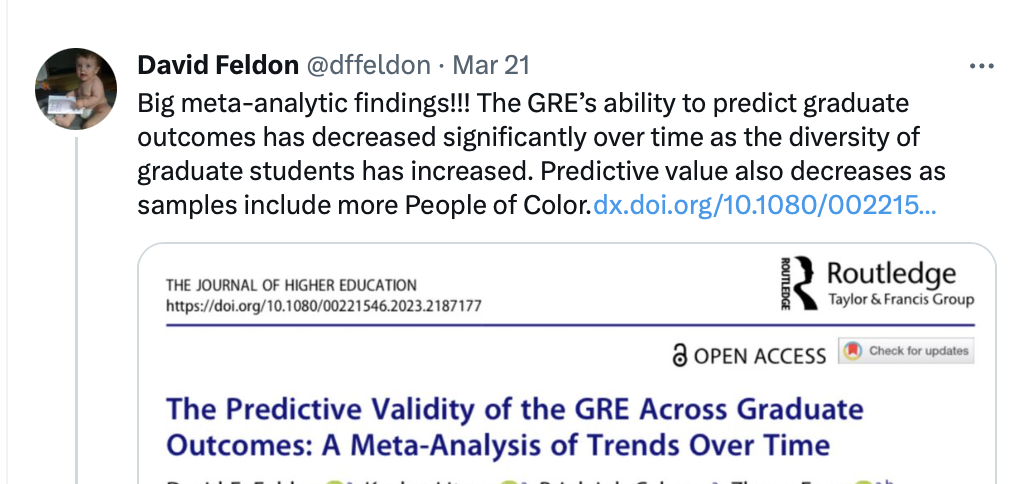 David Feldon @dffeldon · Mar 21
Big meta-analytic findings!!! The GRE’s ability to predict graduate
outcomes has decreased significantly over time as the diversity of
graduate students has increased. Predictive value also decreases as
samples include more People of Color.dx.doi.org/10.1080/002215...
THE JOURNAL OF HIGHER EDUCATION
https://doi.org/10.1080/00221546.2023.2187177
ROUTLEDGE
Routledge
Taylor & Francis Group
OPEN ACCESS
Check for updates
The Predictive Validity of the GRE Across Graduate
Outcomes: A Meta-Analysis of Trends Over Time